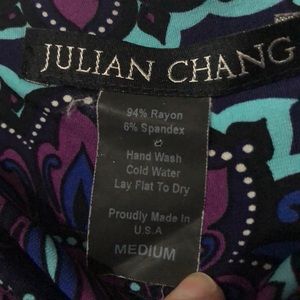 JULIAN CHANG
94% Rayon
6% Spandex
Hand Wash
Cold Water
Lay Flat To Dry
Proudly Made In
U.S.A
MEDIUM